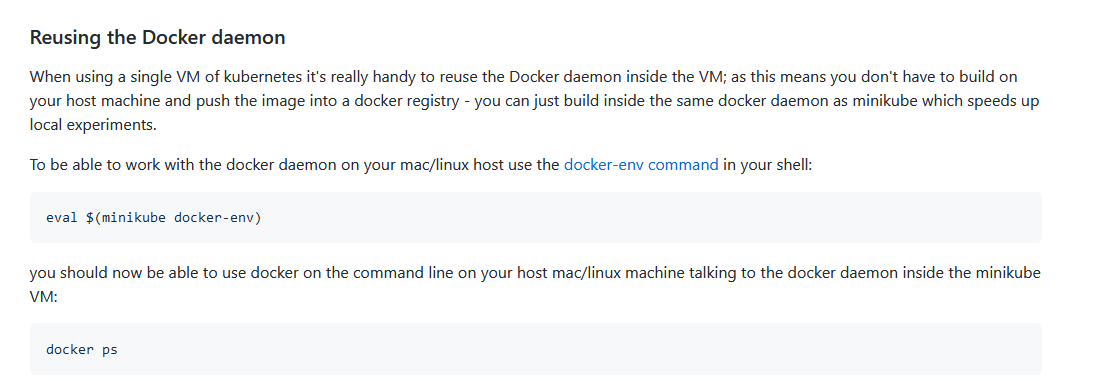 Reusing the Docker daemon
When using a single VM of kubernetes it's really handy to reuse the Docker daemon inside the VM; as this means you don't have to build on
your host machine and push the image into a docker registry - you can just build inside the same docker daemon as minikube which speeds up
local experiments.
To be able to work with the docker daemon on your mac/linux host use the docker-env command in your shell:
eval $(minikube docker-env)
you should now be able to use docker on the command line on your host mac/linux machine talking to the docker daemon inside the minikube
VM:
docker ps